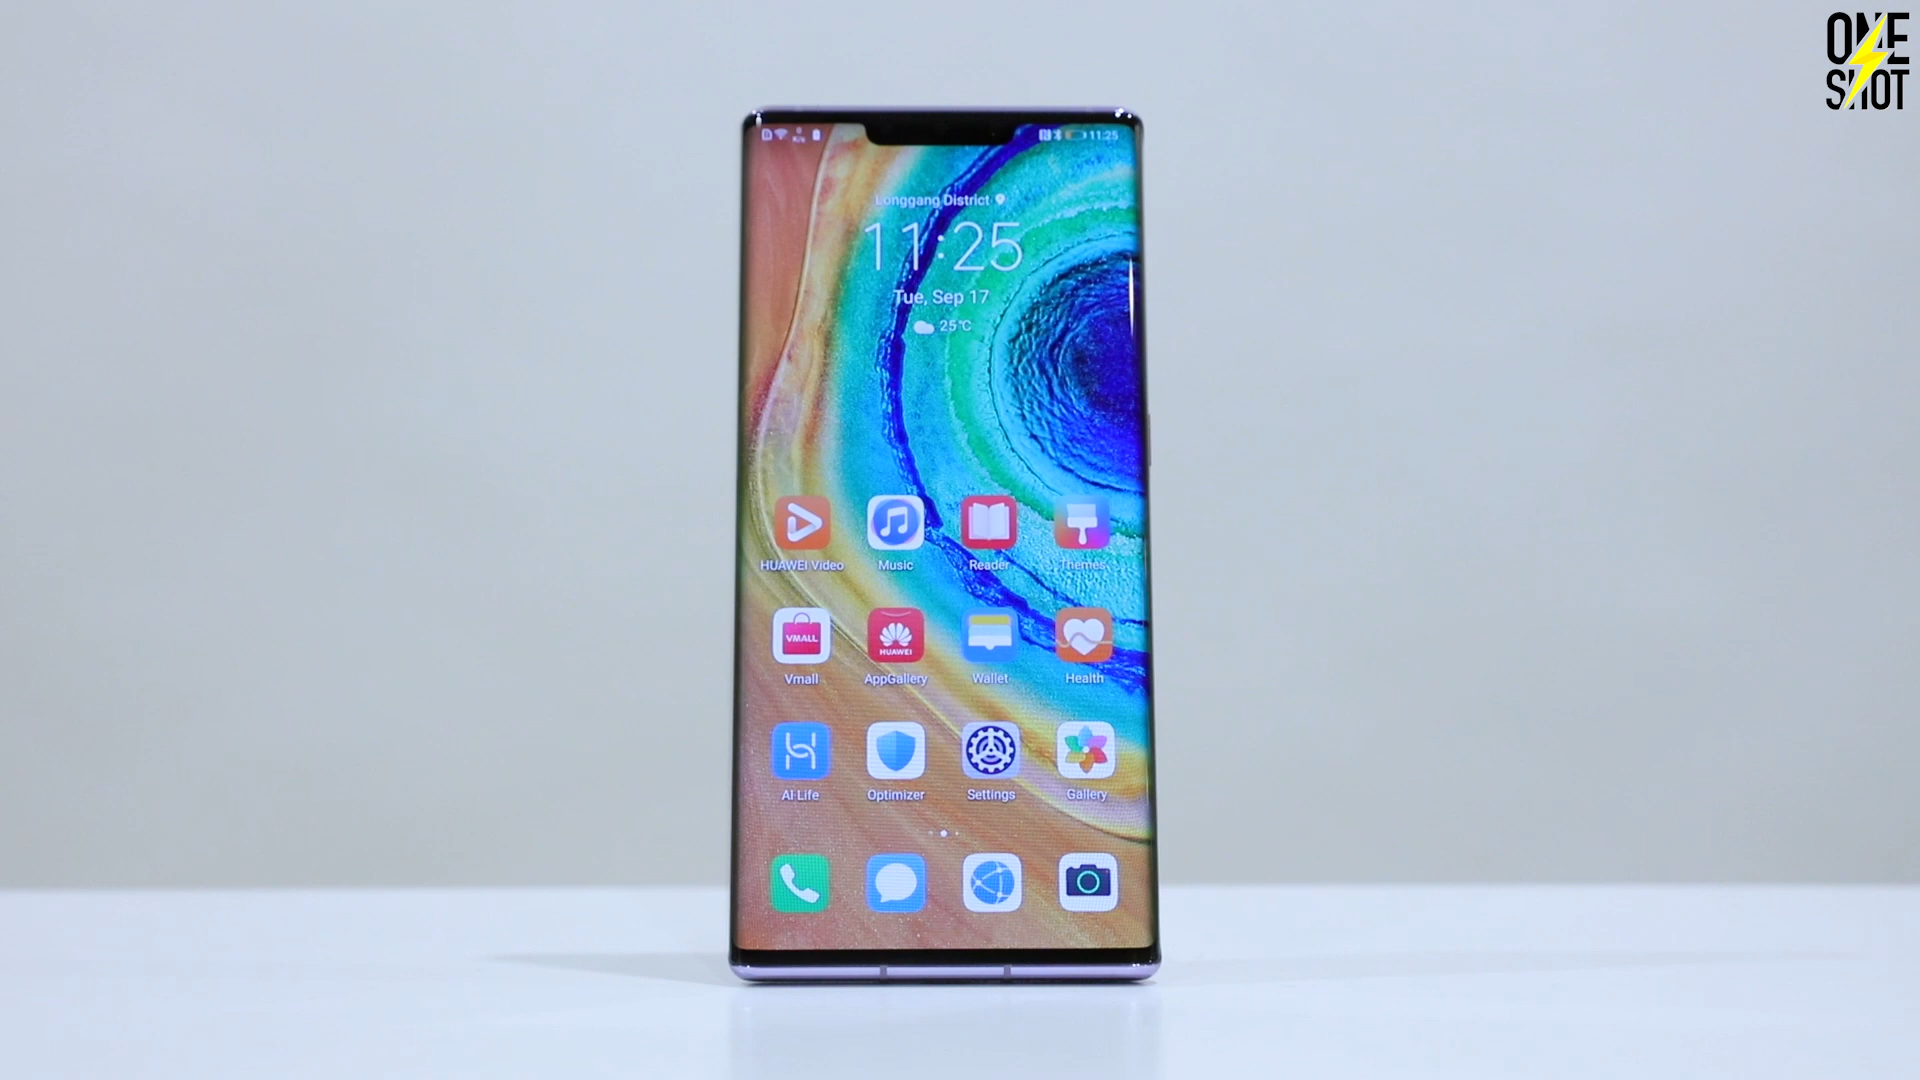 ONE
SHOT
11:25
Longgang District
11:25
Tue, Sep 17
25°C
HUAWEI Video
Music
Reader
Themes
VMALL
HUAWEI
Vmall
AppGallery
Wallet
Health
AI Life
Optimizer
Settings
Gallery